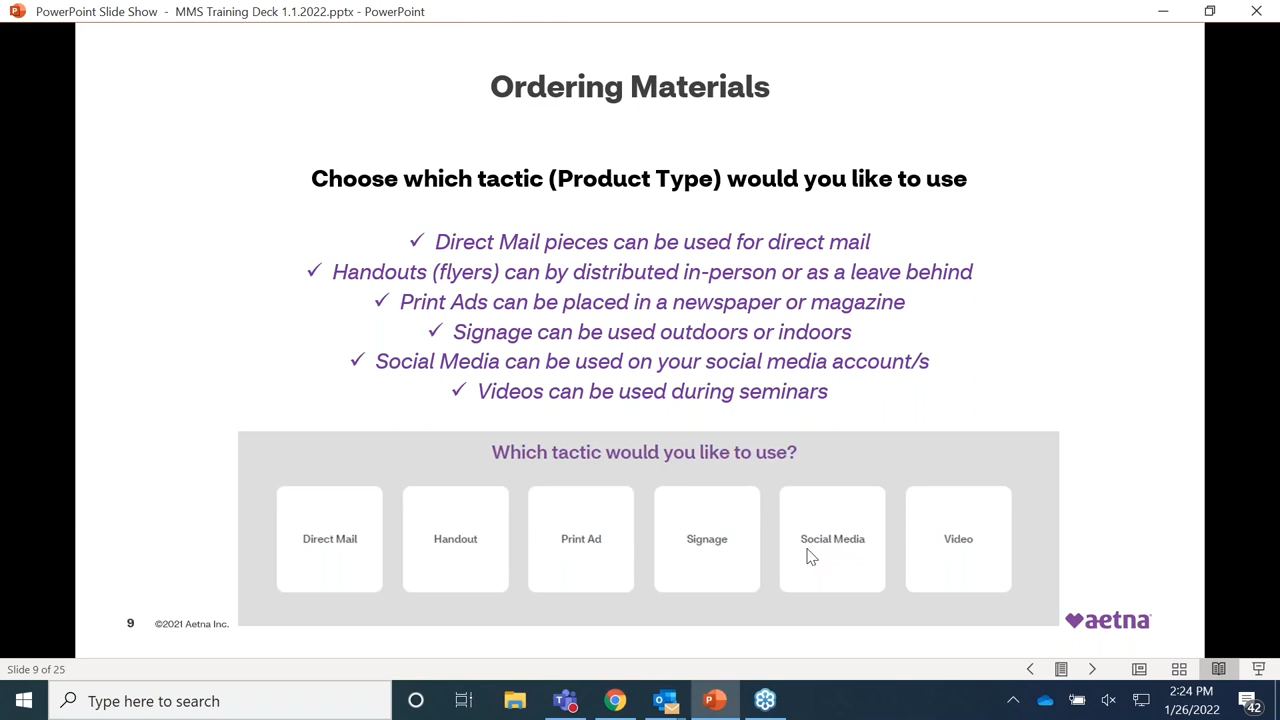 PowerPoint Slide Show - MMS Training Deck 1.1.2022.pptx - PowerPoint
Ordering Materials
Choose which tactic (Product Type) would you like to use
✓ Direct Mail pieces can be used for direct mail
✓ Handouts (flyers) can by distributed in-person or as a leave behind
✓ Print Ads can be placed in a newspaper or magazine
✓ Signage can be used outdoors or indoors
✓ Social Media can be used on your social media account/s
✓ Videos can be used during seminars
Which tactic would you like to use?
Direct Mail Handout Print Ad Signage Social Media Video
9 ©2021 Aetna Inc. aetna
Slide 9 of 25
Type here to search
2:24 PM
1/26/2022
42